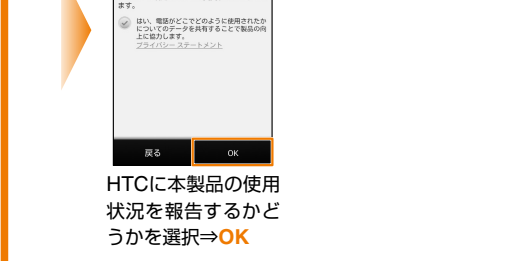 ます。
はい、電話がどこでどのように使用されたか
についてのデータを共有することで製品の向
上に協力します。
プライバシー ステートメント
戻る
OK
HTCに本製品の使用
状況を報告するかど
うかを選択⇒OK